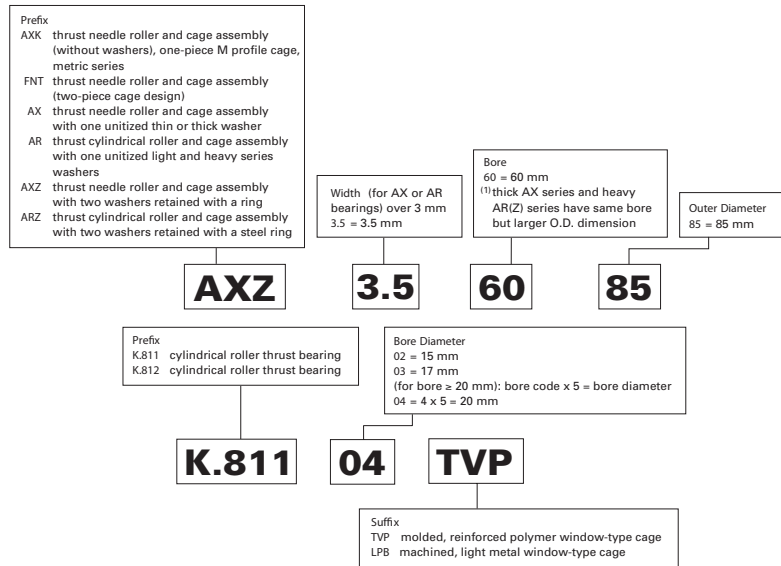 Prefix
AXK thrust needle roller and cage assembly
(without washers), one-piece M profile cage,
metric series
FNT thrust needle roller and cage assembly
(two-piece cage design)
AX thrust needle roller and cage assembly
with one unitized thin or thick washer
AR thrust cylindrical roller and cage assembly
with one unitized light and heavy series
washers
AXZ thrust needle roller and cage assembly
with two washers retained with a ring
ARZ thrust cylindrical roller and cage assembly
with two washers retained with a steel ring
Width (for AX or AR
bearings) over 3 mm
3.5 = 3.5 mm
Bore
60 = 60 mm
(1) thick AX series and heavy
AR(Z) series have same bore
but larger O.D. dimension
Outer Diameter
85 = 85 mm
AXZ 3.5 60 85
Prefix
K.811 cylindrical roller thrust bearing
K.812 cylindrical roller thrust bearing
Bore Diameter
02 = 15 mm
03 = 17 mm
(for bore ≥ 20 mm): bore code x 5 = bore diameter
04 = 4 x 5 = 20 mm
K.811 04 TVP
Suffix
TVP molded, reinforced polymer window-type cage
LPB machined, light metal window-type cage